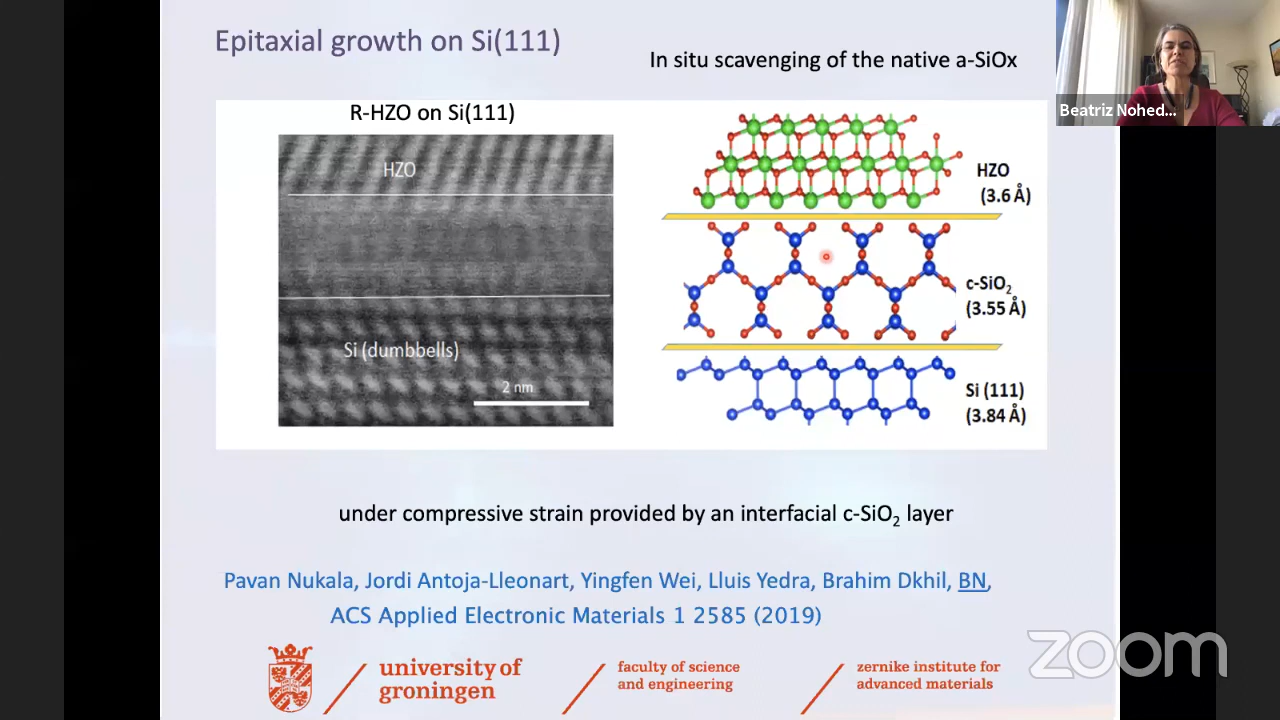 Epitaxial growth on Si(111)
In situ scavenging of the native a-SiOx
Beatriz Nohed...
R-HZO on Si(111)
HZO
HZO
(3.6 Å)
c-SiO₂
(3.55 Å)
Si (dumbbells)
2 nm
Si (111)
(3.84 Å)
under compressive strain provided by an interfacial c-SiO₂ layer
Pavan Nukala, Jordi Antoja-Lleonart, Yingfen Wei, Lluis Yedra, Brahim Dkhil, BN,
ACS Applied Electronic Materials 1 2585 (2019)
university of
groningen
faculty of science
and engineering
zernike institute for
advanced materials
zoom